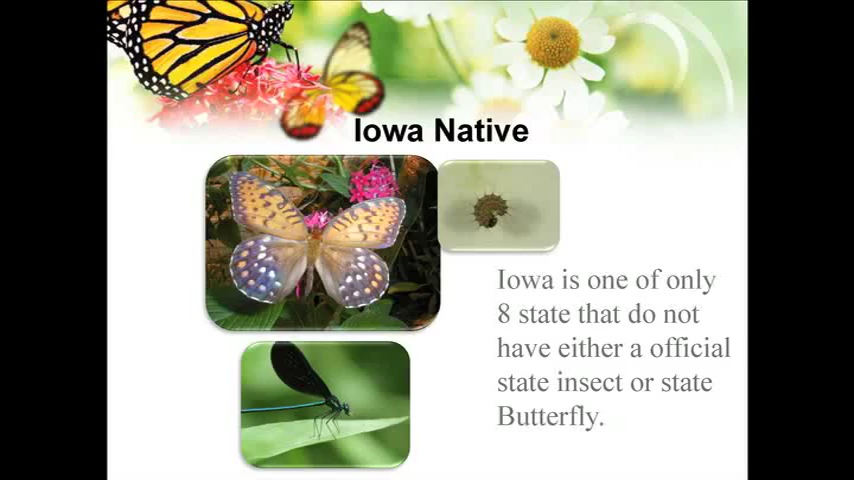 Iowa Native
Iowa is one of only
8 state that do not
have either a official
state insect or state
Butterfly.